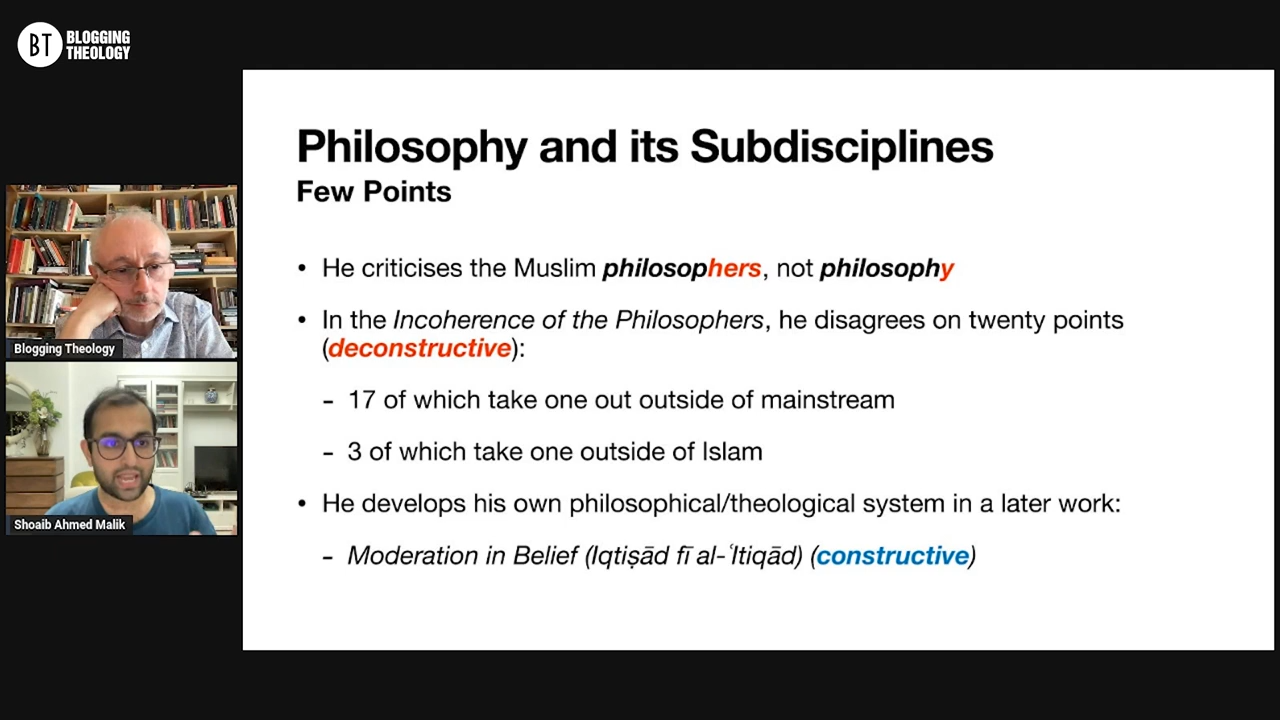 BT BLOGGING
THEOLOGY
Philosophy and its Subdisciplines
Few Points
• He criticises the Muslim philosophers, not philosophy
• In the Incoherence of the Philosophers, he disagrees on twenty points
(deconstructive):
- 17 of which take one out outside of mainstream
- 3 of which take one outside of Islam
• He develops his own philosophical/theological system in a later work:
- Moderation in Belief (Iqtiṣād fī al-ʿItiqād) (constructive)
Blogging Theology
Shoaib Ahmed Malik